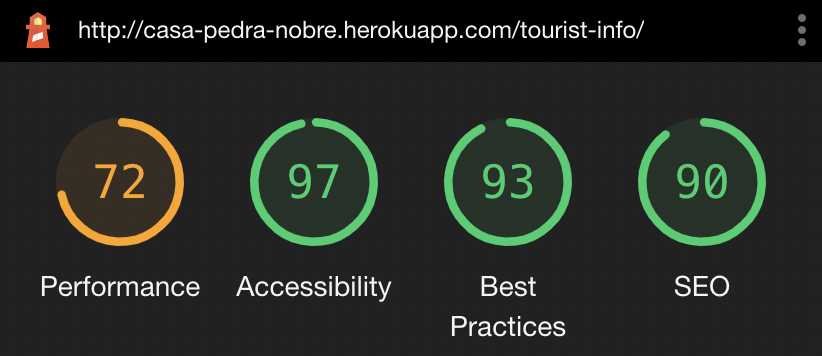 http://casa-pedra-nobre.herokuapp.com/tourist-info/
72 97 93 90
Performance Accessibility Best Practices SEO